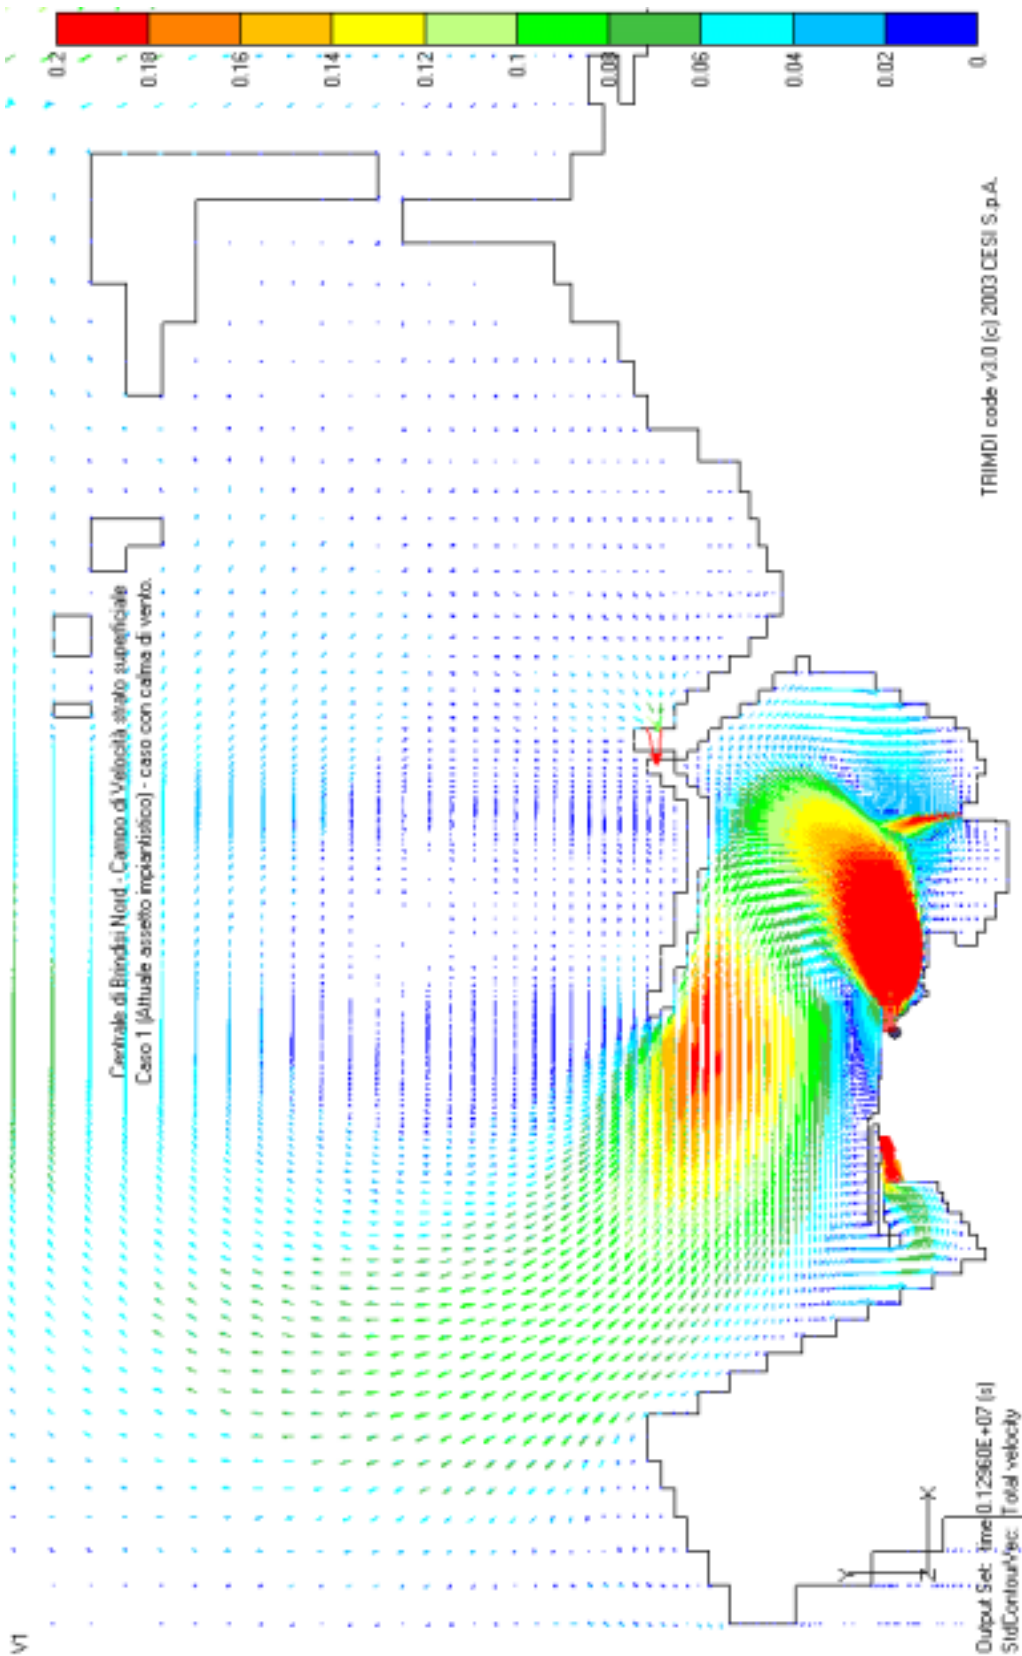 V1
Centrale di Brindisi Nord - Campo di Velocità strato superficiale
Caso 1 (Attuale assetto impiantistico) - caso con calma di vento.
0.2
0.18
0.16
0.14
0.12
0.1
0.08
0.06
0.04
0.02
0.
Y
Z
X
Output Set: time 0.12960E+07 (s)
StdContourVec: Total velocity
TRIMDI code v3.0 (c) 2003 CESI S.p.A.